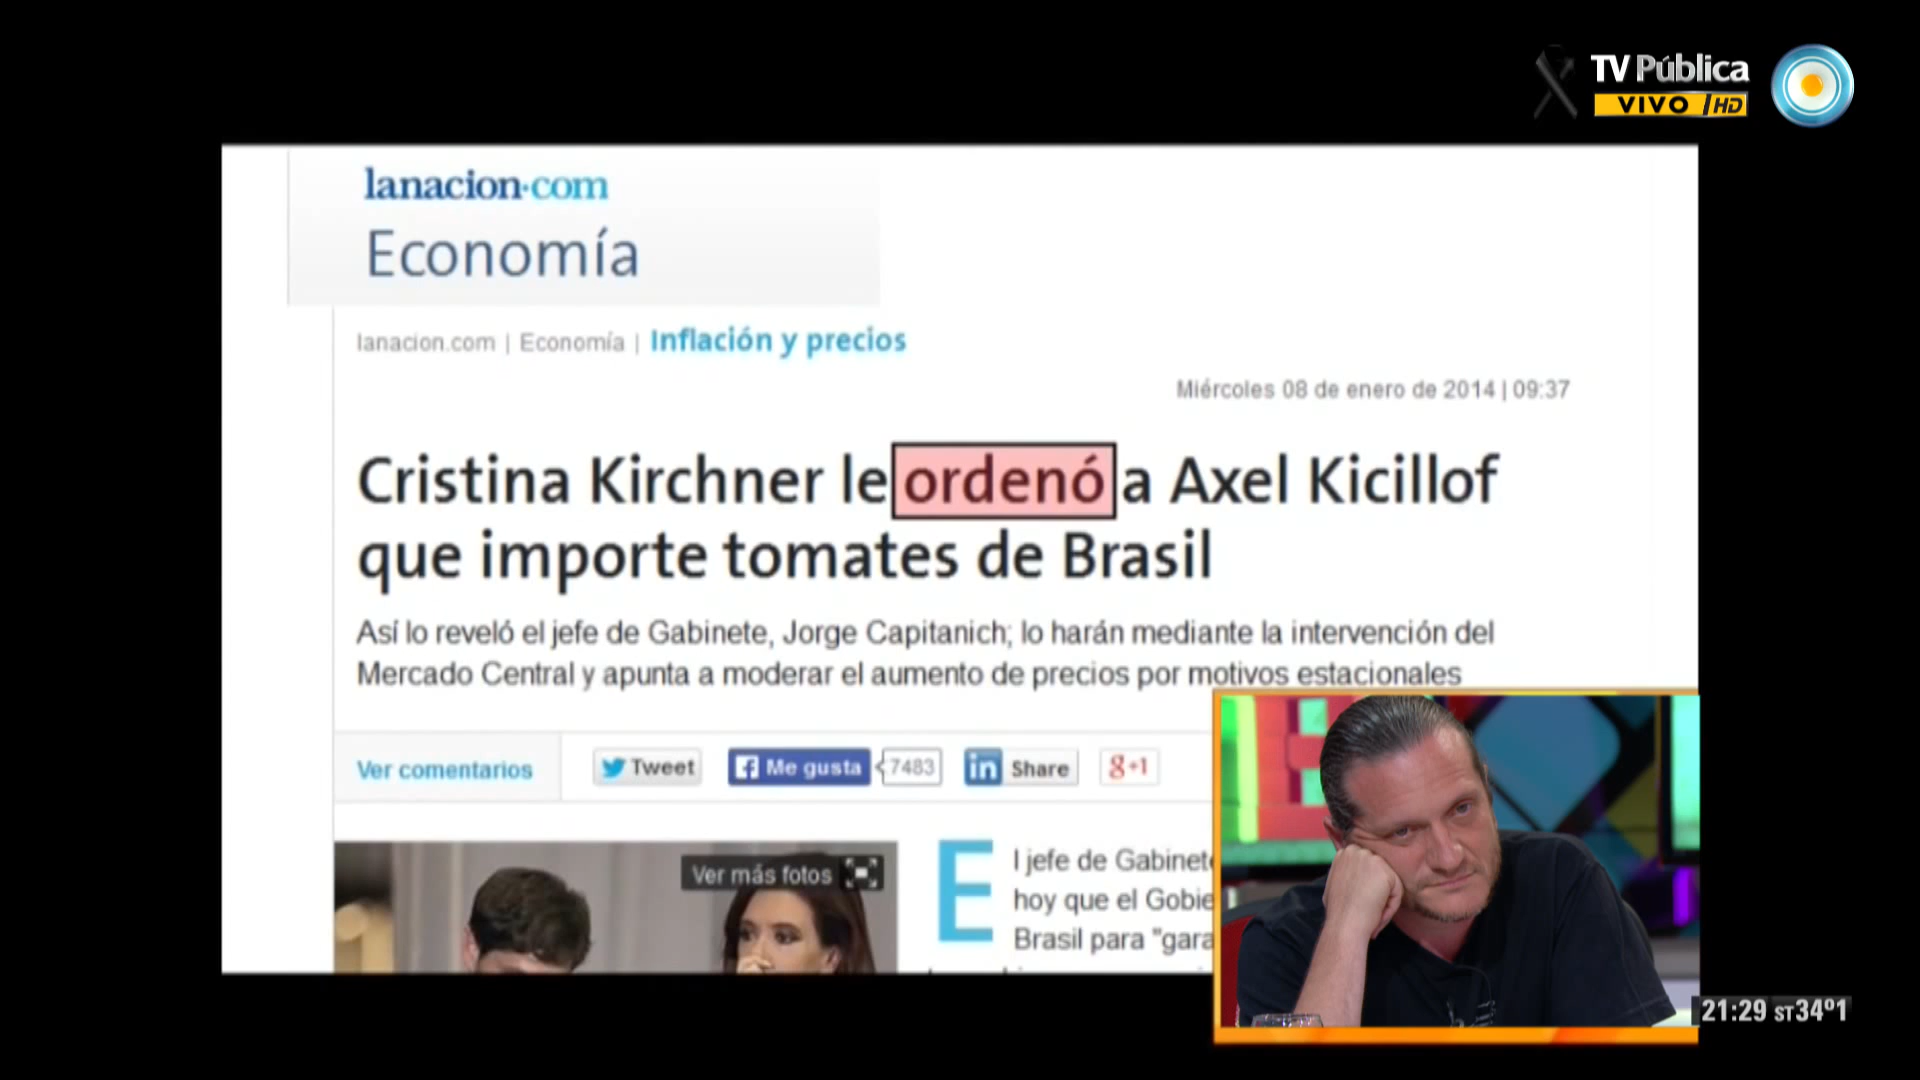 TV Pública
VIVO HD
lanacion.com
Economía
lanacion.com | Economía | Inflación y precios
Miércoles 08 de enero de 2014 | 09:37
Cristina Kirchner le ordenó a Axel Kicillof
que importe tomates de Brasil
Así lo reveló el jefe de Gabinete, Jorge Capitanich; lo harán mediante la intervención del
Mercado Central y apunta a moderar el aumento de precios por motivos estacionales
Ver comentarios
Tweet
Me gusta
7483
in Share
g+1
Ver más fotos
El jefe de Gabinete
hoy que el Gobie
Brasil para "gara
21:29 ST 34º1